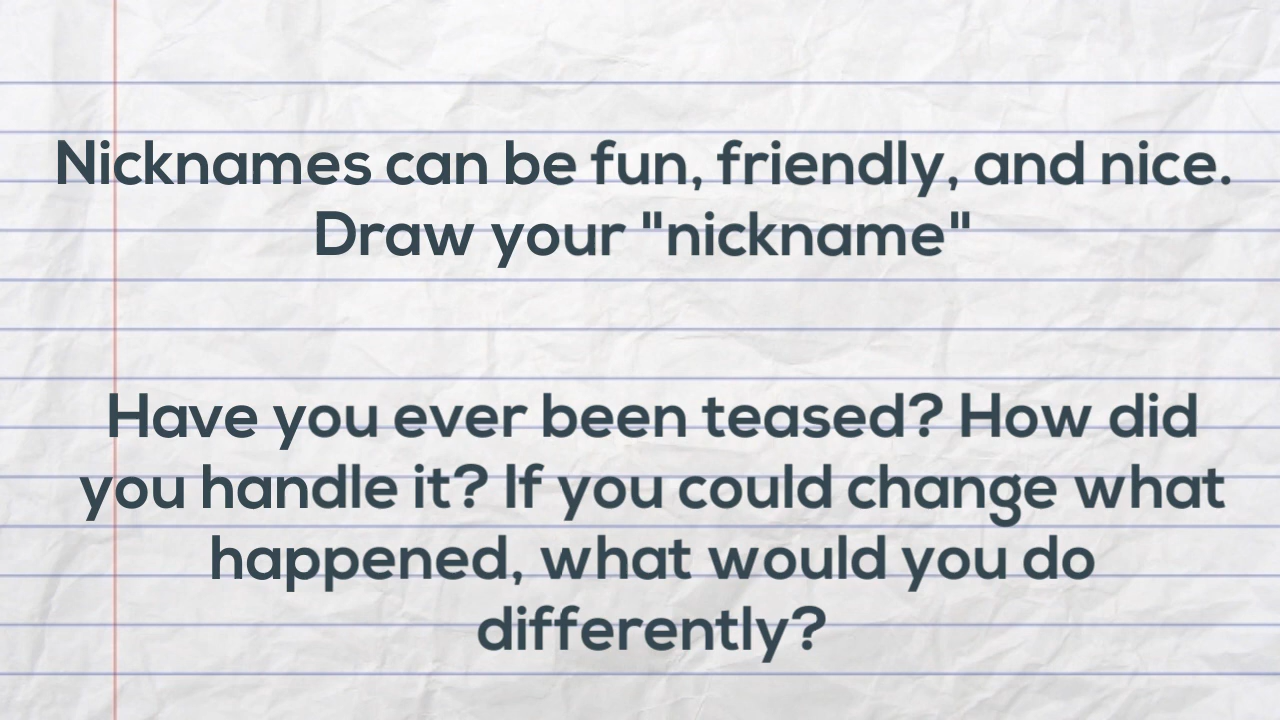 Nicknames can be fun, friendly, and nice.
Draw your "nickname"
Have you ever been teased? How did
you handle it? If you could change what
happened, what would you do
differently?